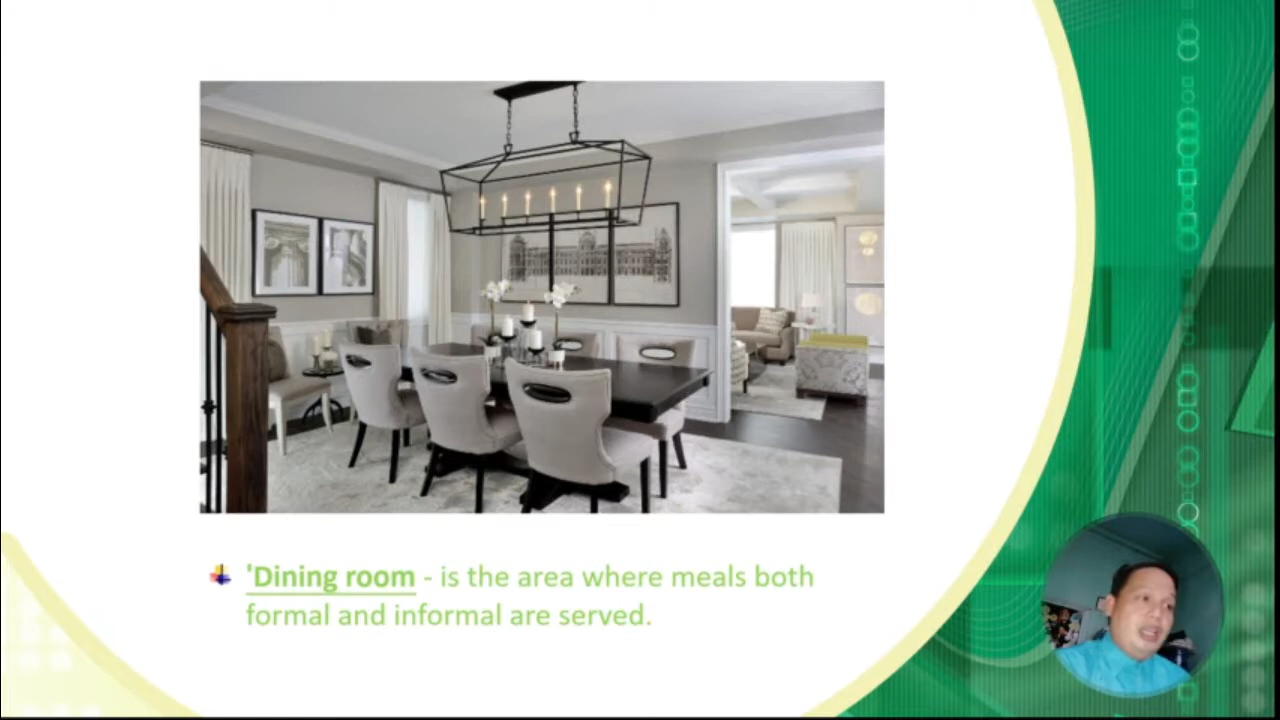 'Dining room - is the area where meals both
formal and informal are served.